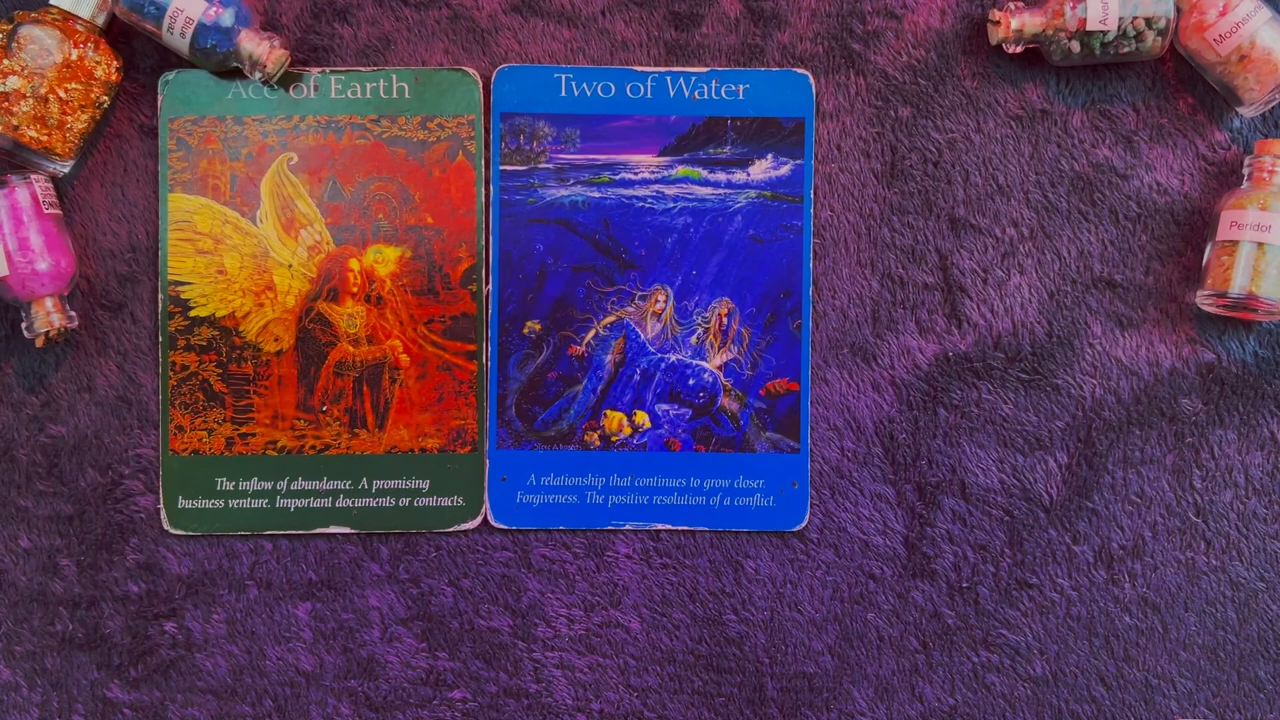 Blue
Topaz
Ace of Earth
The inflow of abundance. A promising
business venture. Important documents or contracts.
Two of Water
A relationship that continues to grow closer.
Forgiveness. The positive resolution of a conflict.
Moonstone
Peridot